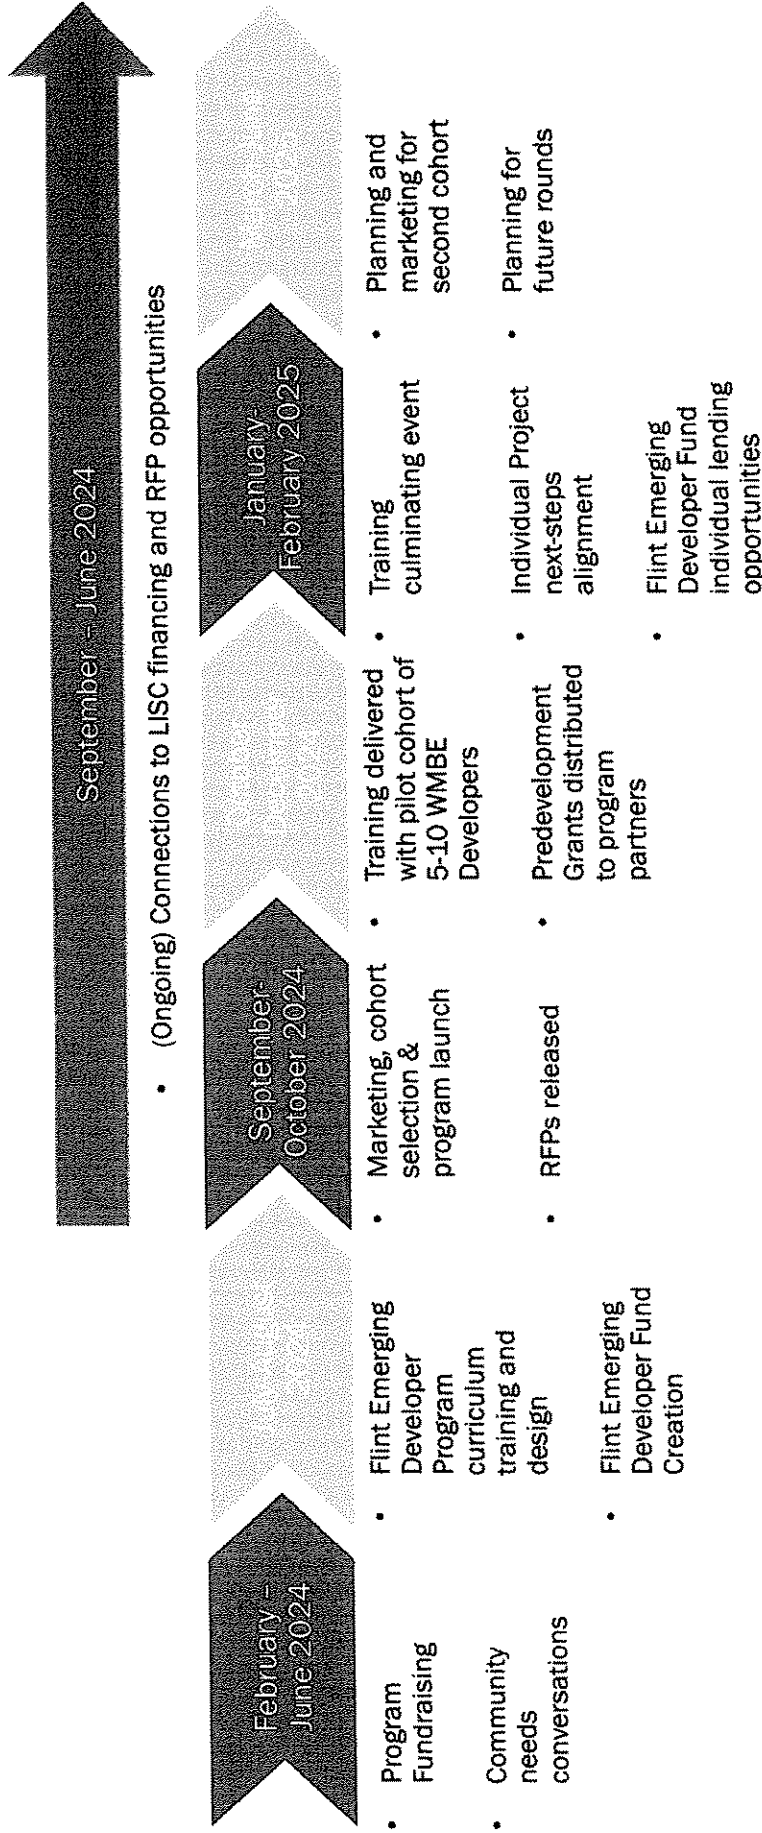 September – June 2024
• (Ongoing) Connections to LISC financing and RFP opportunities
February –
June 2024
• Program
Fundraising
• Community
needs
conversations
• Flint Emerging
Developer
Program
curriculum
training and
design
• Flint Emerging
Developer Fund
Creation
September-
October 2024
• Marketing, cohort
selection &
program launch
• RFPs released
• Training delivered
with pilot cohort of
5-10 WMBE
Developers
• Predevelopment
Grants distributed
to program
partners
January-
February 2025
• Training
culminating event
• Individual Project
next-steps
alignment
• Flint Emerging
Developer Fund
individual lending
opportunities
• Planning and
marketing for
second cohort
• Planning for
future rounds